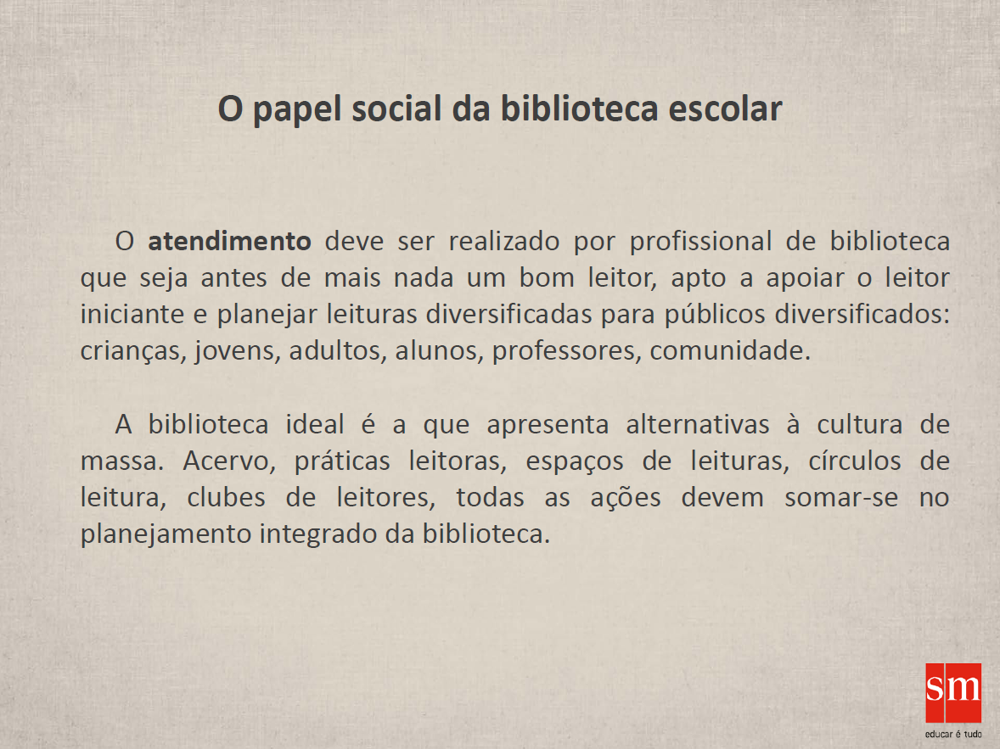 O papel social da biblioteca escolar
O atendimento deve ser realizado por profissional de biblioteca
que seja antes de mais nada um bom leitor, apto a apoiar o leitor
iniciante e planejar leituras diversificadas para públicos diversificados:
crianças, jovens, adultos, alunos, professores, comunidade.
A biblioteca ideal é a que apresenta alternativas à cultura de
massa. Acervo, práticas leitoras, espaços de leituras, círculos de
leitura, clubes de leitores, todas as ações devem somar-se no
planejamento integrado da biblioteca.
sm
educar é tudo